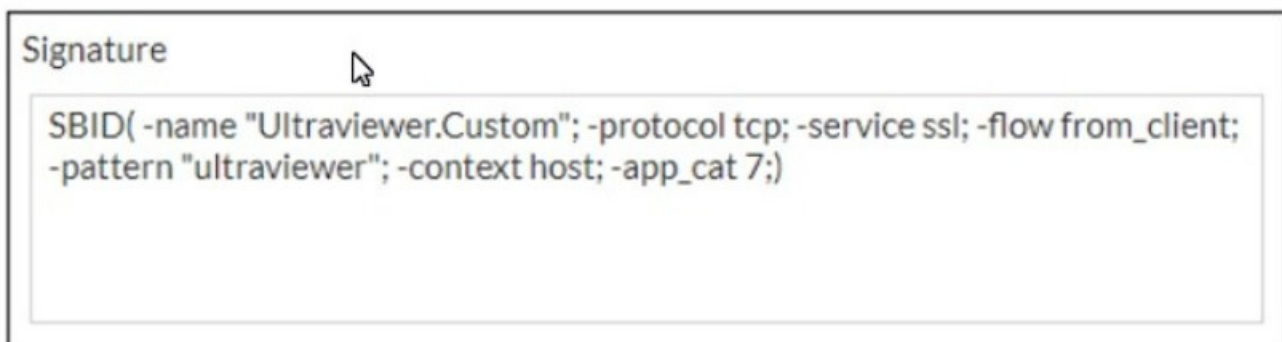 Signature
SBID( -name "Ultraviewer.Custom"; -protocol tcp; -service ssl; -flow from_client;
-pattern "ultraviewer"; -context host; -app_cat 7;)